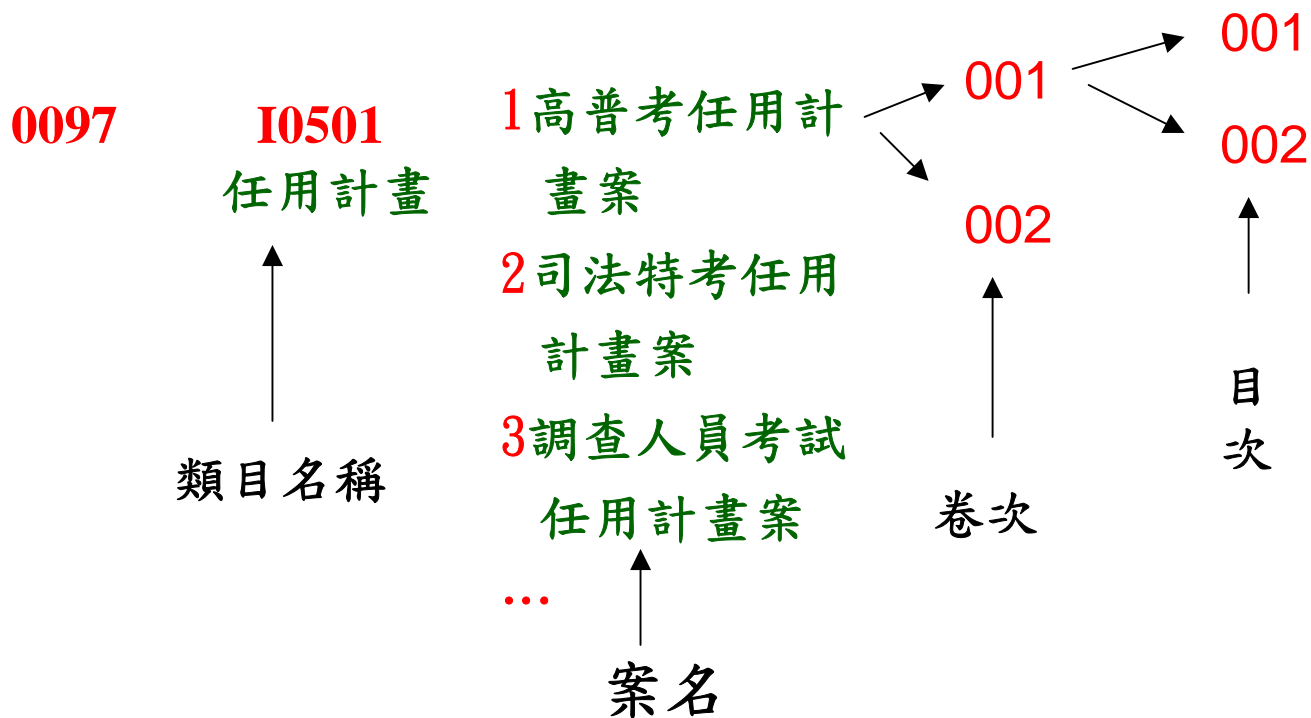 0097
I0501
任用計畫
類目名稱
1高普考任用計
畫案
2司法特考任用
計畫案
3調查人員考試
任用計畫案
...
案名
001
002
卷次
001
002
目
次